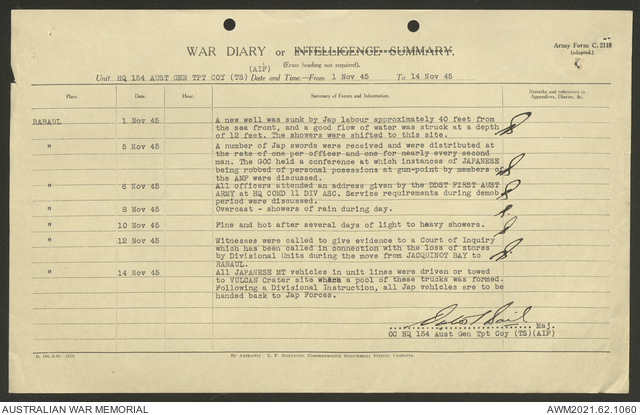 WAR DIARY or INTELLIGENCE SUMMARY.
Army Form C. 2118
(adapted.)
(Erase heading not required).
(AIF)
Unit HQ 154 AUST GEN TPT COY (TS) Date and Time.—From 1 Nov 45 To 14 Nov 45
Place.
Date.
Hour.
Summary of Events and Information.
Remarks and references to
Appendices, Diaries, &c.
RABAUL 1 Nov 45 A new well was sunk by Jap labour approximately 40 feet from
the sea front, and a good flow of water was struck at a depth
of 12 feet. The showers were shifted to this site.
" 5 Nov 45 A number of Jap swords were received and were distributed at
the rate of one per officer and one for nearly every second
man. The GOC held a conference at which instances of JAPANESE
being robbed of personal posessions at gun-point by members of
the AMF were discussed.
" 6 Nov 45 All officers attended an address given by the DDST FIRST AUST
ARMY at HQ COMD 11 DIV ASC. Service requirements during demob
period were discussed.
" 8 Nov 45 Overcast - showers of rain during day.
" 10 Nov 45 Fine and hot after several days of light to heavy showers.
" 12 Nov 45 Witnesses were called to give evidence to a Court of Inquiry
which has been called in connection with the loss of stores
by Divisional Units during the move from JACQUINOT BAY to
RABAUL.
" 14 Nov 45 All JAPANESE MT vehicles in unit lines were driven or towed
to VULCAN Crater site where a pool of these trucks was formed.
Following a Divisional Instruction, all Jap vehicles are to be
handed back to Jap Forces.
Maj.
OC HQ 154 Aust Gen Tpt Coy (TS)(AIF)
By Authority: L. F. Johnston, Commonwealth Government Printer, Canberra.
AUSTRALIAN WAR MEMORIAL
AWM2021.62.1060